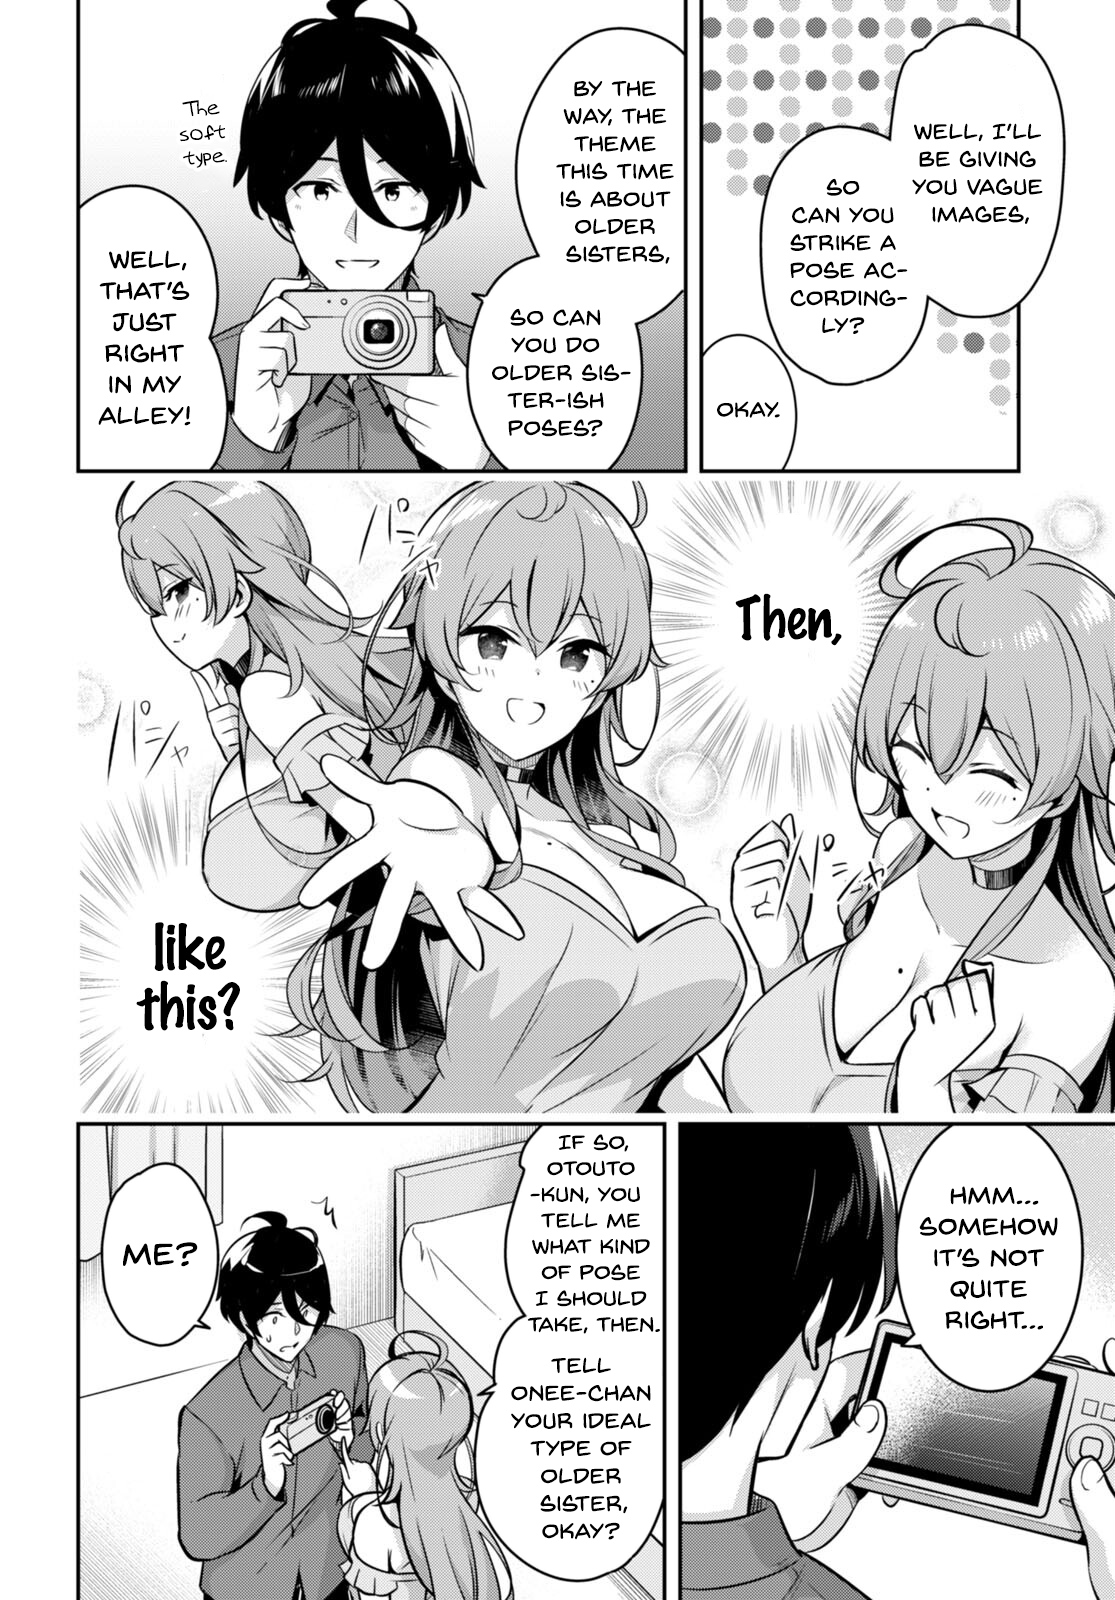 WELL, I'LL
BE GIVING
YOU VAGUE
IMAGES,
SO
CAN YOU
STRIKE A
POSE AC-
CORDING-
LY?
OKAY.
BY THE
WAY, THE
THEME
THIS TIME
IS ABOUT
OLDER
SISTERS,
SO CAN
YOU DO
OLDER SIS-
TER-ISH
POSES?
The
soft
type.
WELL,
THAT'S
JUST
RIGHT
IN MY
ALLEY!
Then,
like
this?
HMM...
SOMEHOW
IT'S NOT
QUITE
RIGHT...
IF SO,
OTOUTO
-KUN, YOU
TELL ME
WHAT KIND
OF POSE
I SHOULD
TAKE, THEN.
TELL
ONEE-CHAN
YOUR IDEAL
TYPE OF
OLDER
SISTER,
OKAY?
ME?